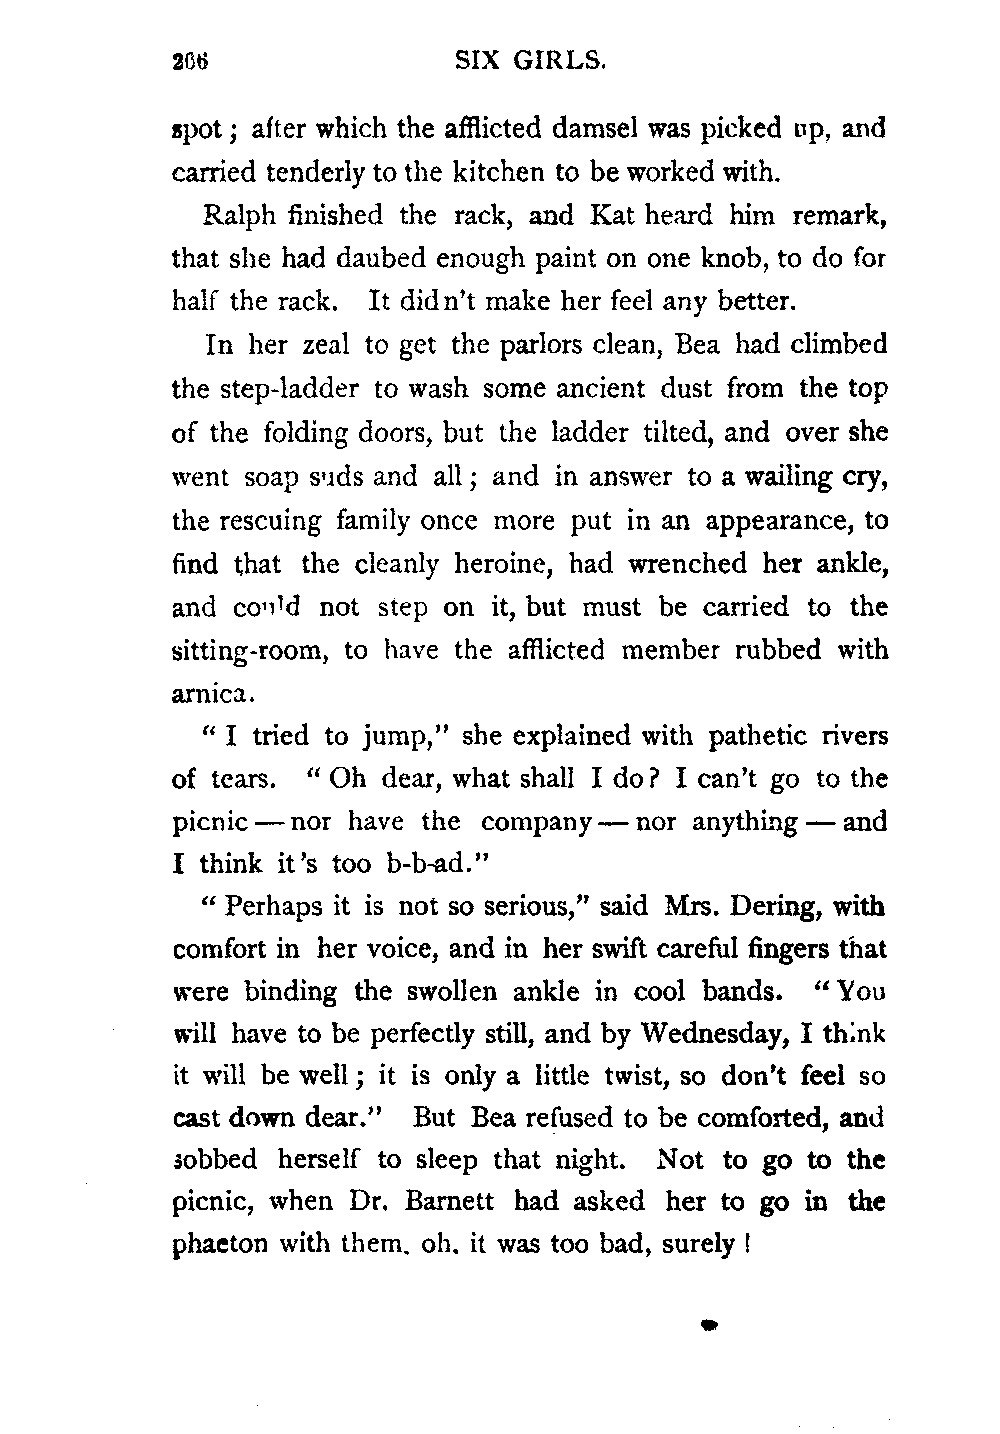 206 SIX GIRLS.
spot; after which the afflicted damsel was picked up, and
carried tenderly to the kitchen to be worked with.
Ralph finished the rack, and Kat heard him remark,
that she had daubed enough paint on one knob, to do for
half the rack. It didn't make her feel any better.
In her zeal to get the parlors clean, Bea had climbed
the step-ladder to wash some ancient dust from the top
of the folding doors, but the ladder tilted, and over she
went soap suds and all; and in answer to a wailing cry,
the rescuing family once more put in an appearance, to
find that the cleanly heroine, had wrenched her ankle,
and could not step on it, but must be carried to the
sitting-room, to have the afflicted member rubbed with
arnica.
"I tried to jump," she explained with pathetic rivers
of tears. "Oh dear, what shall I do? I can't go to the
picnic — nor have the company — nor anything — and
I think it's too b-b-ad."
"Perhaps it is not so serious," said Mrs. Dering, with
comfort in her voice, and in her swift careful fingers that
were binding the swollen ankle in cool bands. "You
will have to be perfectly still, and by Wednesday, I think
it will be well; it is only a little twist, so don't feel so
cast down dear." But Bea refused to be comforted, and
sobbed herself to sleep that night. Not to go to the
picnic, when Dr. Barnett had asked her to go in the
phaeton with them. oh. it was too bad, surely!